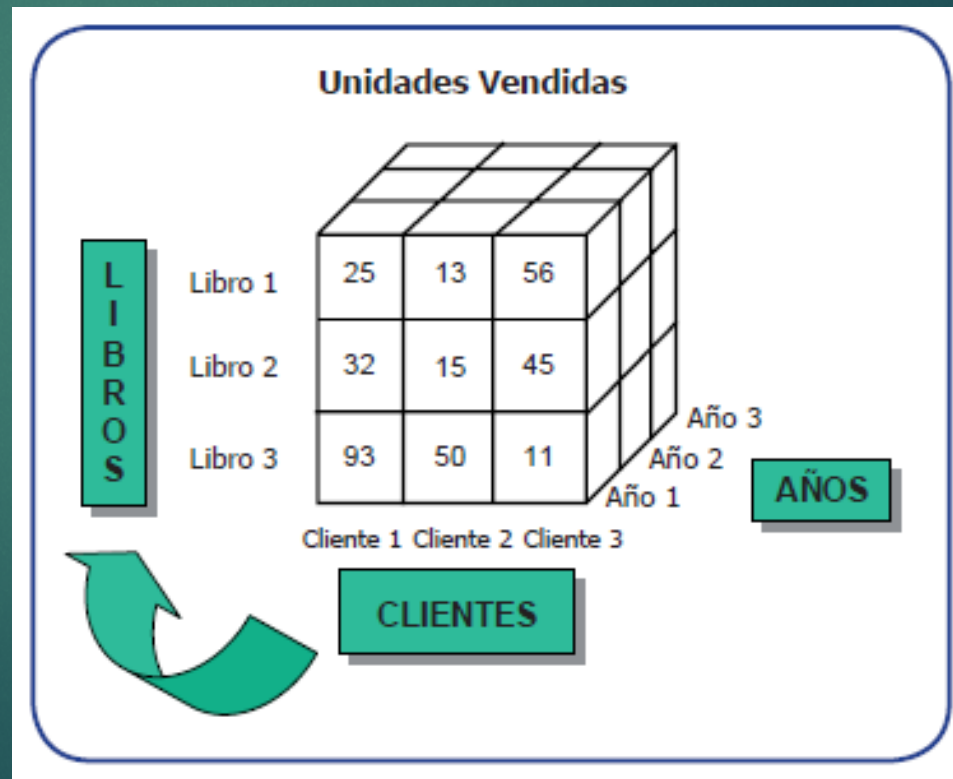 Unidades Vendidas
LIBROS
Libro 1 25 13 56
Libro 2 32 15 45
Libro 3 93 50 11
Año 3
Año 2
Año 1
AÑOS
Cliente 1 Cliente 2 Cliente 3
CLIENTES